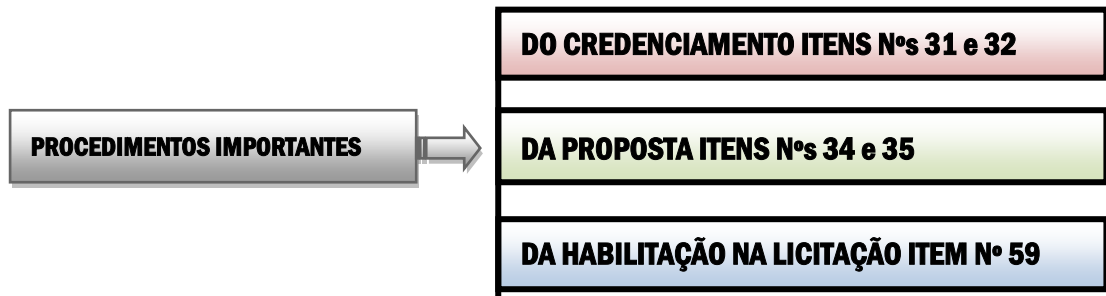 PROCEDIMENTOS IMPORTANTES
DO CREDENCIAMENTO ITENS Nºs 31 e 32
DA PROPOSTA ITENS Nºs 34 e 35
DA HABILITAÇÃO NA LICITAÇÃO ITEM Nº 59